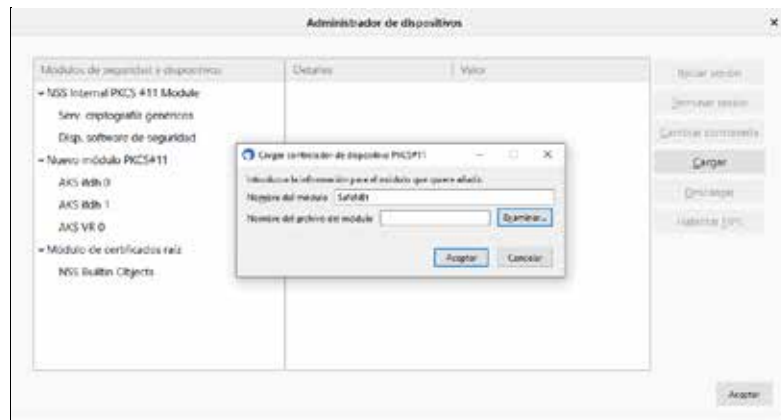 Administrador de dispositivos
Módulos de seguridad y dispositivos
Detalles
Valor
NSS Internal PKCS #11 Module
Serv. criptografía genéricos
Disp. software de seguridad
Nuevo módulo PKCS#11
AKS ifdh 0
AKS ifdh 1
AKS VR 0
Módulo de certificados raíz
NSS Builtin Objects
Iniciar sesión
Terminar sesión
Cambiar contraseña
Cargar
Descargar
Habilitar FIPS
Cargar controlador de dispositivo PKCS#11
Introduzca la información para el módulo que quiere añadir.
Nombre del módulo
Nombre del archivo del módulo
Examinar...
Aceptar
Cancelar
Aceptar